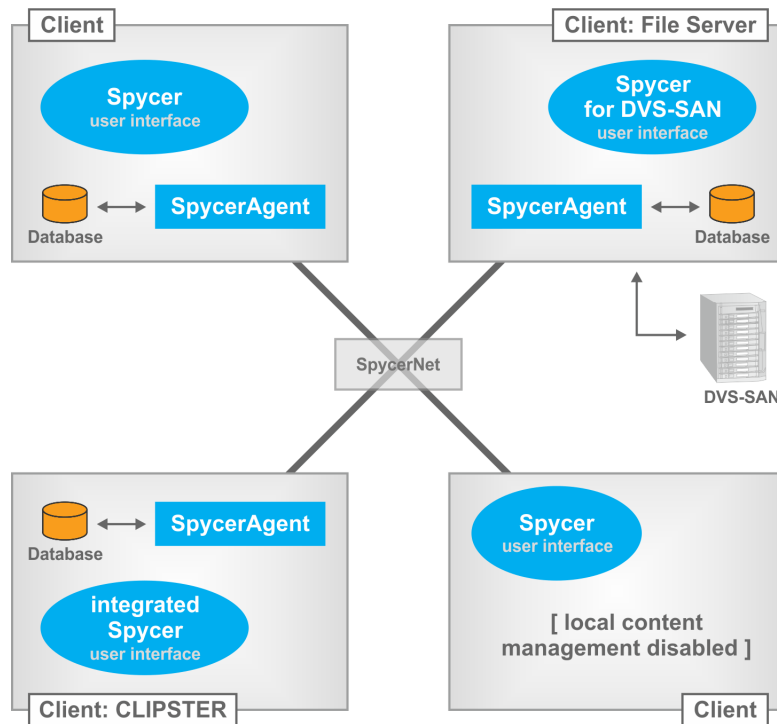 Client
Spycer
user interface
Database
SpycerAgent
Client: File Server
Spycer
for DVS-SAN
user interface
SpycerAgent
Database
DVS-SAN
SpycerNet
SpycerAgent
Database
integrated
Spycer
user interface
Client: CLIPSTER
Spycer
user interface
[ local content
management disabled ]
Client